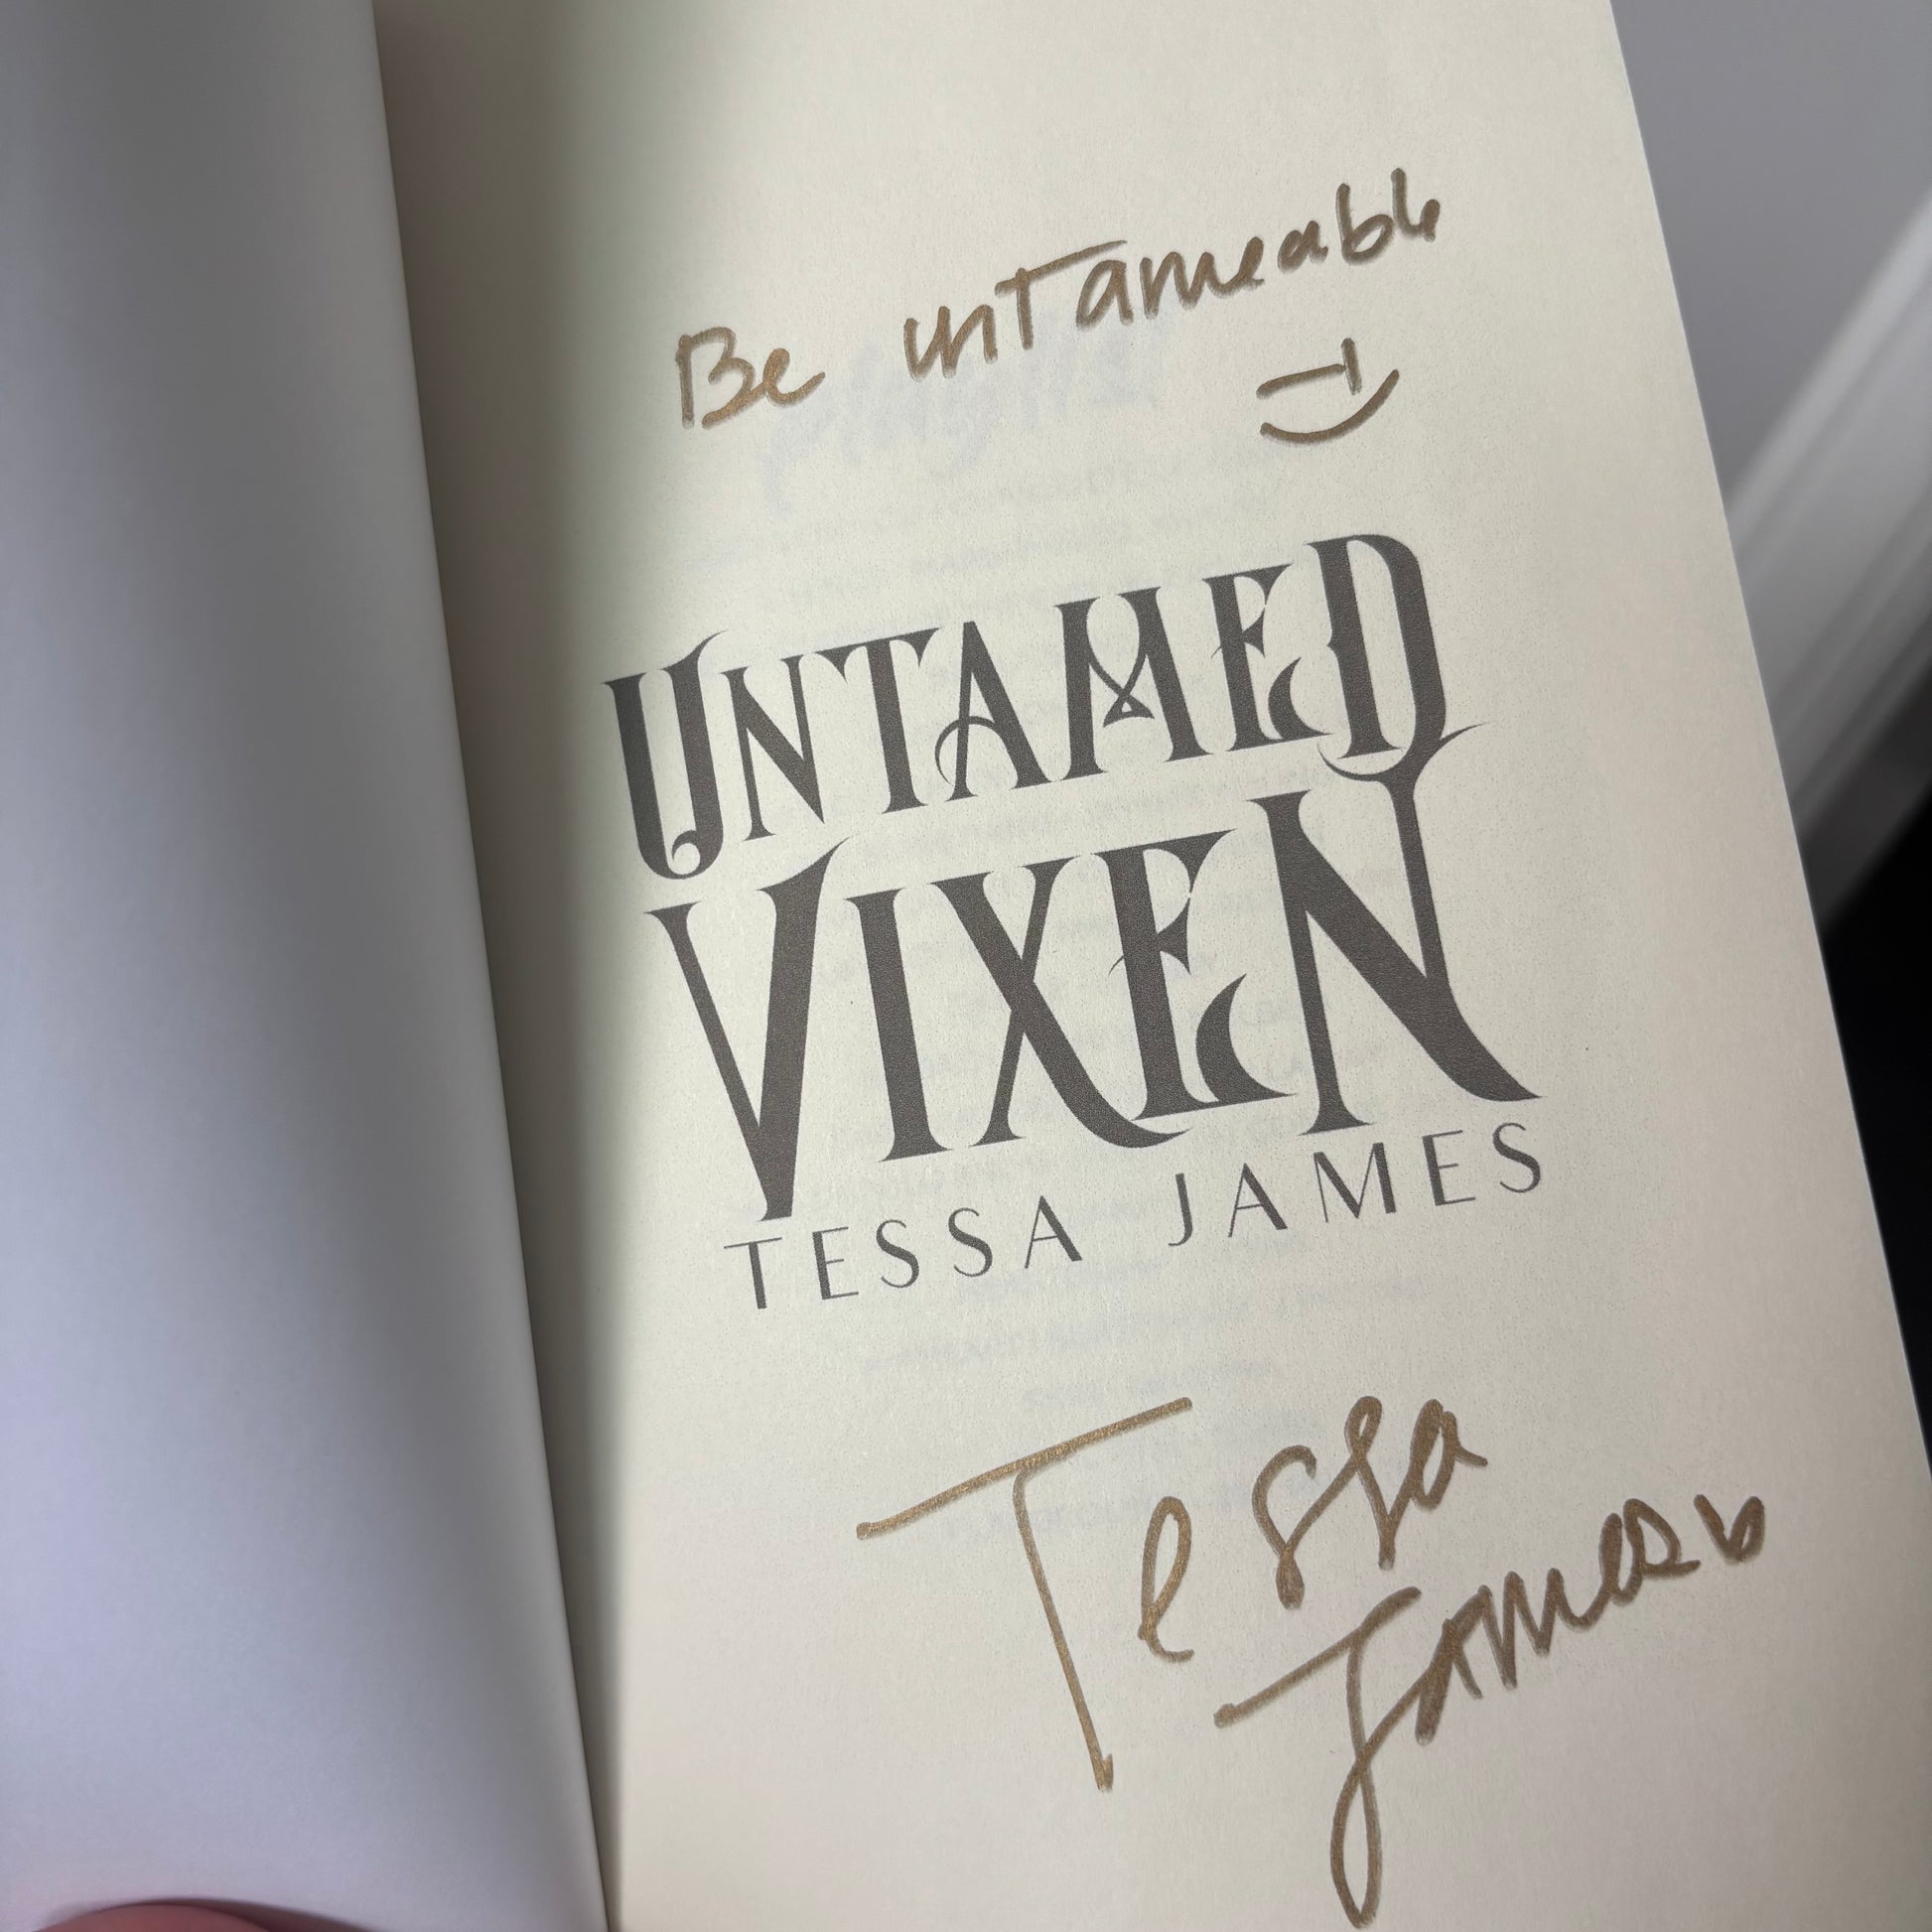 Be untameable
UNTAMED
VIXEN
TESSA JAMES
Tessa
James